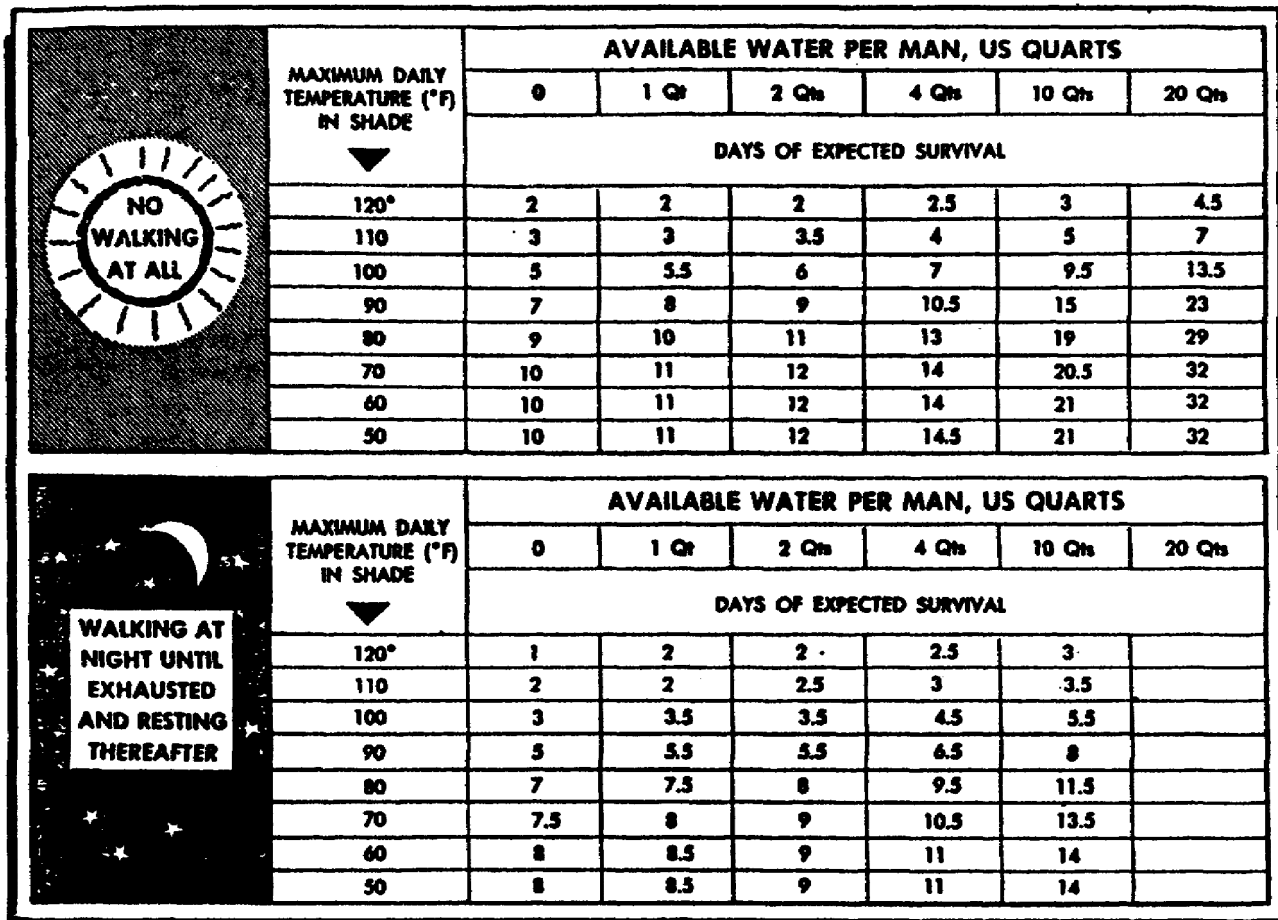 AVAILABLE WATER PER MAN, US QUARTS
MAXIMUM DAILY
TEMPERATURE (°F)
IN SHADE
0 1 Qt 2 Qts 4 Qts 10 Qts 20 Qts
DAYS OF EXPECTED SURVIVAL
NO
WALKING
AT ALL
120° 2 2 2 2.5 3 4.5
110 3 3 3.5 4 5 7
100 5 5.5 6 7 9.5 13.5
90 7 8 9 10.5 15 23
80 9 10 11 13 19 29
70 10 11 12 14 20.5 32
60 10 11 12 14 21 32
50 10 11 12 14.5 21 32
AVAILABLE WATER PER MAN, US QUARTS
MAXIMUM DAILY
TEMPERATURE (°F)
IN SHADE
0 1 Qt 2 Qts 4 Qts 10 Qts 20 Qts
DAYS OF EXPECTED SURVIVAL
WALKING AT
NIGHT UNTIL
EXHAUSTED
AND RESTING
THEREAFTER
120° 1 2 2 2.5 3
110 2 2 2.5 3 3.5
100 3 3.5 3.5 4.5 5.5
90 5 5.5 5.5 6.5 8
80 7 7.5 8 9.5 11.5
70 7.5 8 9 10.5 13.5
60 8 8.5 9 11 14
50 8 8.5 9 11 14